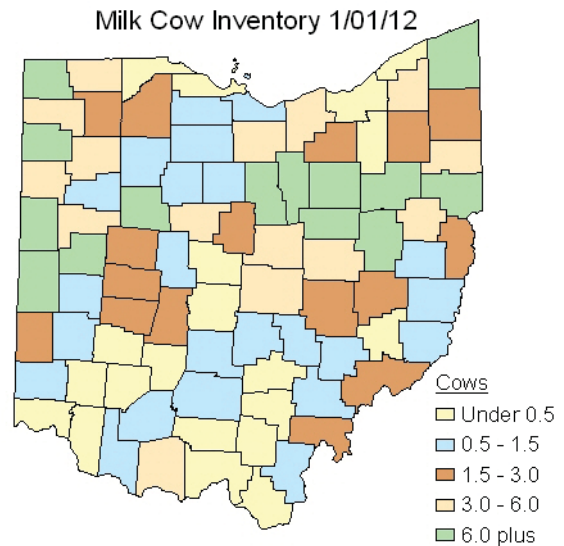 Milk Cow Inventory 1/01/12
Cows
Under 0.5
0.5 - 1.5
1.5 - 3.0
3.0 - 6.0
6.0 plus